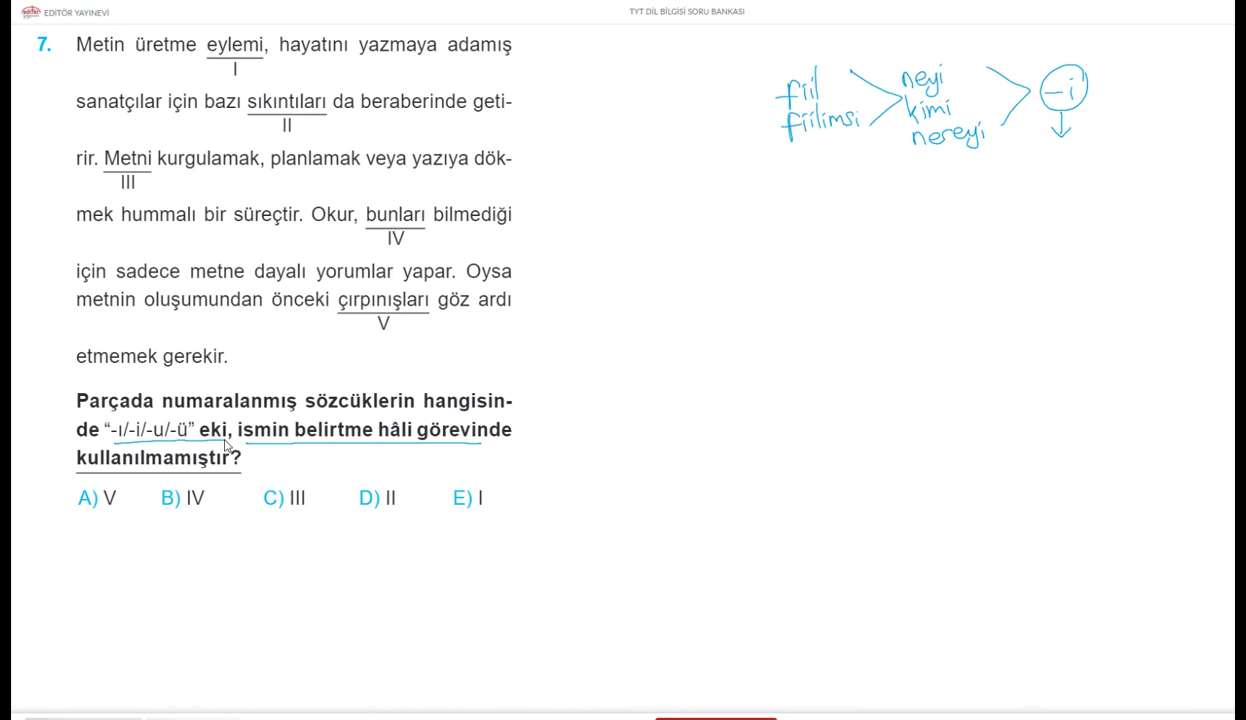 EDİTÖR YAYINEVİ
TYT DİL BİLGİSİ SORU BANKASI
7. Metin üretme eylemi, hayatını yazmaya adamış
I
sanatçılar için bazı sıkıntıları da beraberinde geti-
II
rir. Metni kurgulamak, planlamak veya yazıya dök-
III
mek hummalı bir süreçtir. Okur, bunları bilmediği
IV
için sadece metne dayalı yorumlar yapar. Oysa
metnin oluşumundan önceki çırpınışları göz ardı
V
etmemek gerekir.
Parçada numaralanmış sözcüklerin hangisin-
de “-ı/-i/-u/-ü” eki, ismin belirtme hâli görevinde
kullanılmamıştır?
A) V B) IV C) III D) II E) I
fiil
fiilimsi
neyi
kimi
nereyi
-i